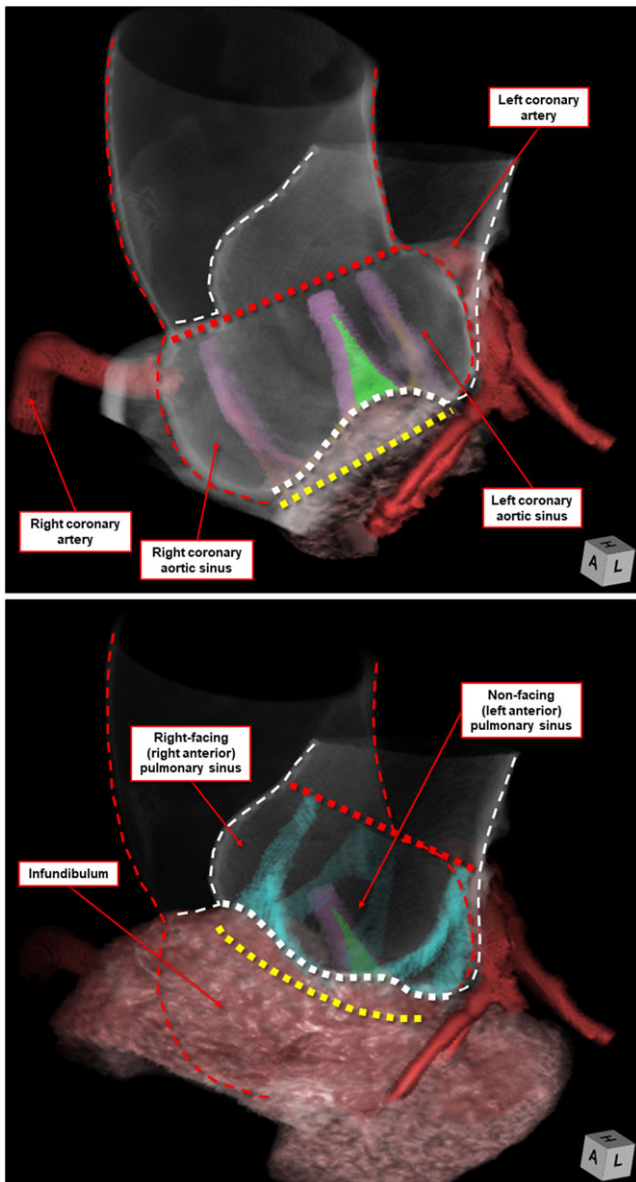 Left coronary
artery
Right coronary
artery
Right coronary
aortic sinus
Left coronary
aortic sinus
H
A
L
Right-facing
(right anterior)
pulmonary sinus
Non-facing
(left anterior)
pulmonary sinus
Infundibulum
H
A
L